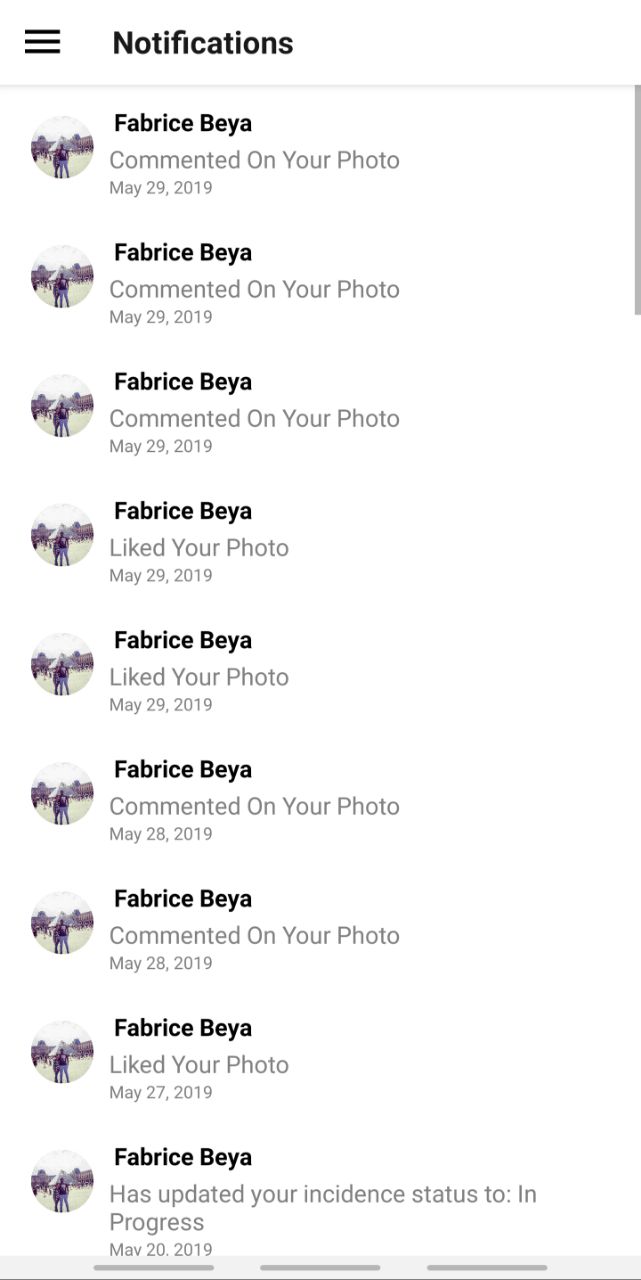 Notifications
Fabrice Beya
Commented On Your Photo
May 29, 2019
Fabrice Beya
Commented On Your Photo
May 29, 2019
Fabrice Beya
Commented On Your Photo
May 29, 2019
Fabrice Beya
Liked Your Photo
May 29, 2019
Fabrice Beya
Liked Your Photo
May 29, 2019
Fabrice Beya
Commented On Your Photo
May 28, 2019
Fabrice Beya
Commented On Your Photo
May 28, 2019
Fabrice Beya
Liked Your Photo
May 27, 2019
Fabrice Beya
Has updated your incidence status to: In
Progress
May 20, 2019